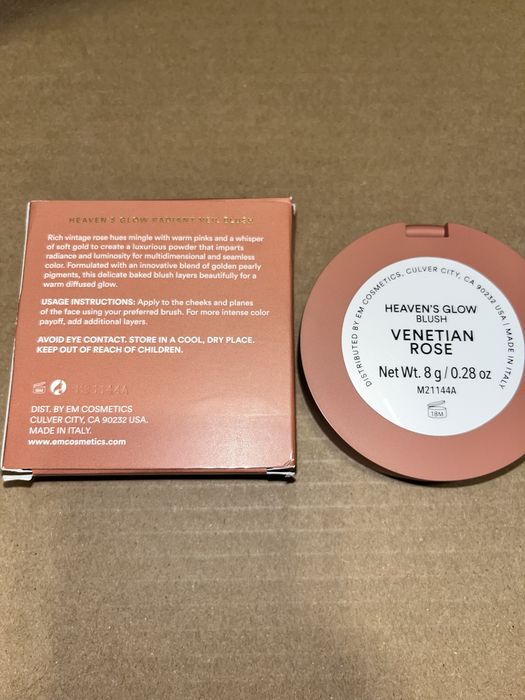 HEAVEN'S GLOW RADIANT VEIL BLUSH
Rich vintage rose hues mingle with warm pinks and a whisper
of soft gold to create a luxurious powder that imparts
radiance and luminosity for multidimensional and seamless
color. Formulated with an innovative blend of golden pearly
pigments, this delicate baked blush layers beautifully for a
warm diffused glow.
USAGE INSTRUCTIONS: Apply to the cheeks and planes
of the face using your preferred brush. For more intense color
payoff, add additional layers.
AVOID EYE CONTACT. STORE IN A COOL, DRY PLACE.
KEEP OUT OF REACH OF CHILDREN.
18M
DIST. BY EM COSMETICS
CULVER CITY, CA 90232 USA.
MADE IN ITALY.
www.emcosmetics.com
DISTRIBUTED BY EM COSMETICS, CULVER CITY, CA 90232 USA | MADE IN ITALY
HEAVEN'S GLOW
BLUSH
VENETIAN
ROSE
Net Wt. 8 g / 0.28 oz
M21144A
18M